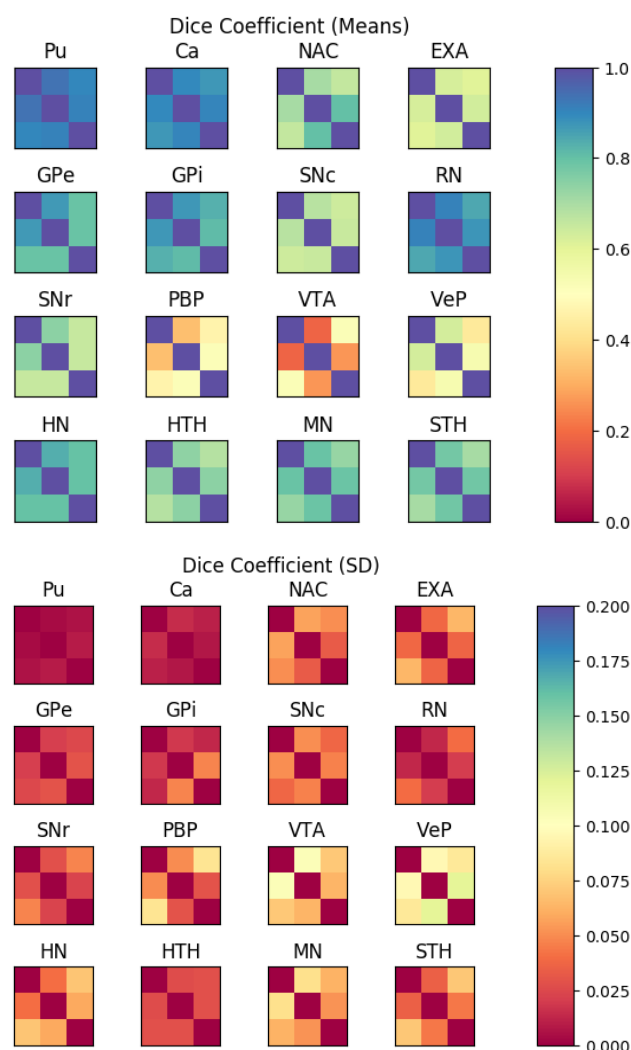 Dice Coefficient (Means)
Pu Ca NAC EXA
1.0
0.8
GPe GPi SNc RN
0.6
SNr PBP VTA VeP
0.4
0.2
HN HTH MN STH
0.0
Dice Coefficient (SD)
Pu Ca NAC EXA
0.200
0.175
GPe GPi SNc RN
0.150
0.125
SNr PBP VTA VeP
0.100
0.075
HN HTH MN STH
0.050
0.025
0.000